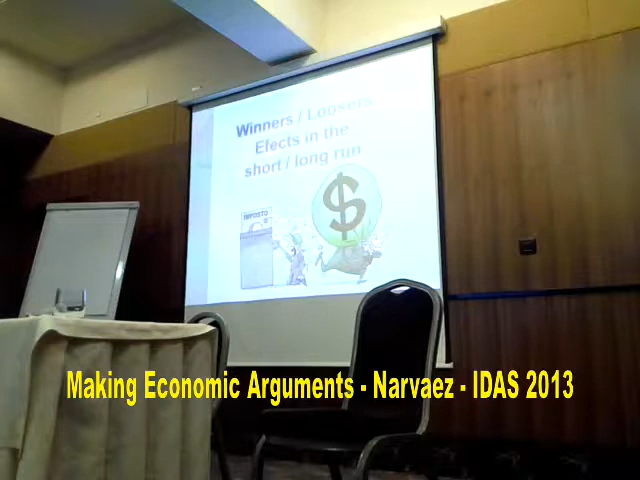 Winners / Loosers
Efects in the
short / long run
IMPOSTO
$
Making Economic Arguments - Narvaez - IDAS 2013